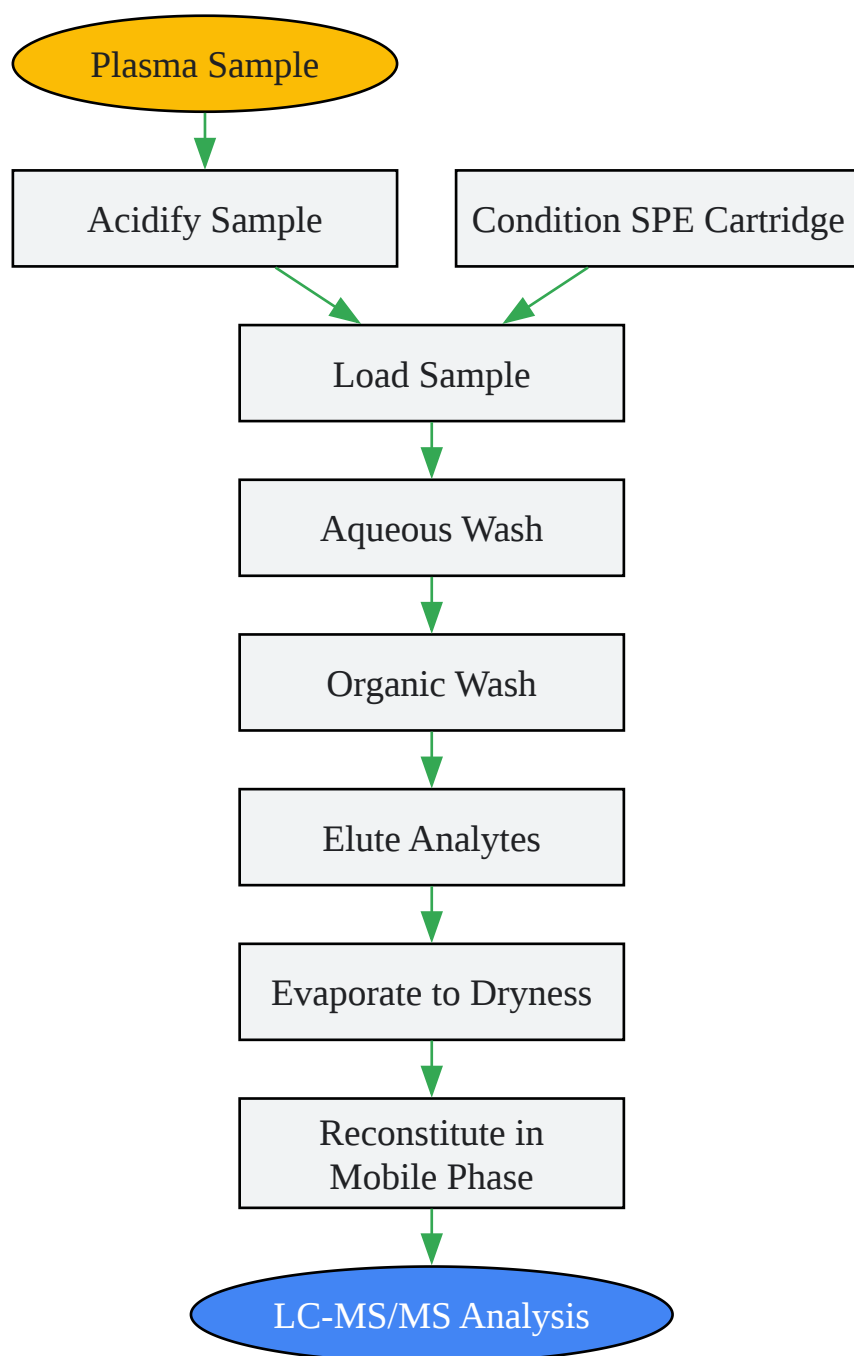 Plasma Sample
Acidify Sample
Condition SPE Cartridge
Load Sample
Aqueous Wash
Organic Wash
Elute Analytes
Evaporate to Dryness
Reconstitute in
Mobile Phase
LC-MS/MS Analysis